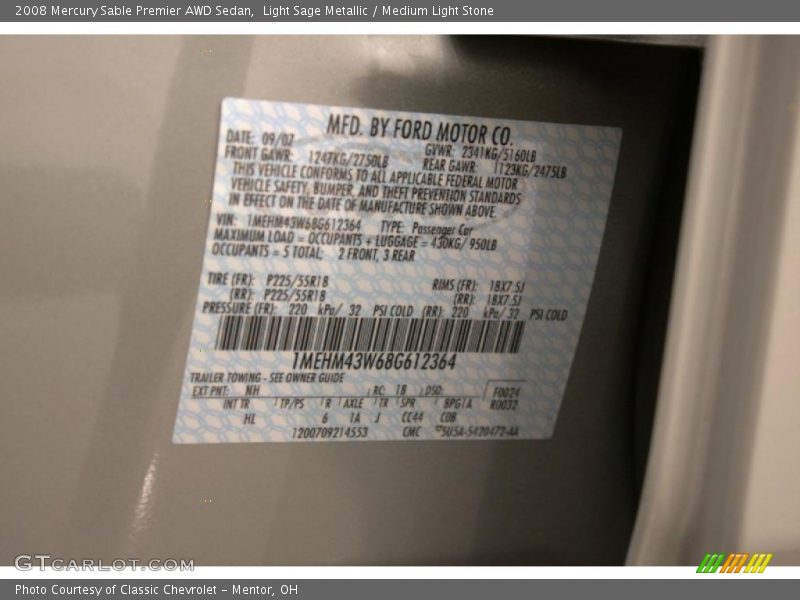 2008 Mercury Sable Premier AWD Sedan, Light Sage Metallic / Medium Light Stone
MFD. BY FORD MOTOR CO.
DATE: 09/07 GVWR: 2341KG/5160LB
FRONT GAWR: 1247KG/2750LB REAR GAWR: 1123KG/2475LB
THIS VEHICLE CONFORMS TO ALL APPLICABLE FEDERAL MOTOR
VEHICLE SAFETY, BUMPER, AND THEFT PREVENTION STANDARDS
IN EFFECT ON THE DATE OF MANUFACTURE SHOWN ABOVE.
VIN: 1MEHM43W68G612364 TYPE: Passenger Car
MAXIMUM LOAD = OCCUPANTS + LUGGAGE = 430KG/ 950LB
OCCUPANTS = 5 TOTAL: 2 FRONT, 3 REAR
TIRE (FR): P225/55R18 RIMS (FR): 18X7.5J
(RR): P225/55R18 (RR): 18X7.5J
PRESSURE (FR): 220 kPa/ 32 PSI COLD (RR): 220 kPa/ 32 PSI COLD
1MEHM43W68G612364
TRAILER TOWING - SEE OWNER GUIDE
EXT PNT: NH RC: 18 DSO: F0024
INT TR TP/PS R AXLE TR SPR BPG1A R0032
HL 6 1A J CC44 C08
1200709214553 CMC 5U5A-5420472-AA
GTCARLOT.COM
Photo Courtesy of Classic Chevrolet - Mentor, OH